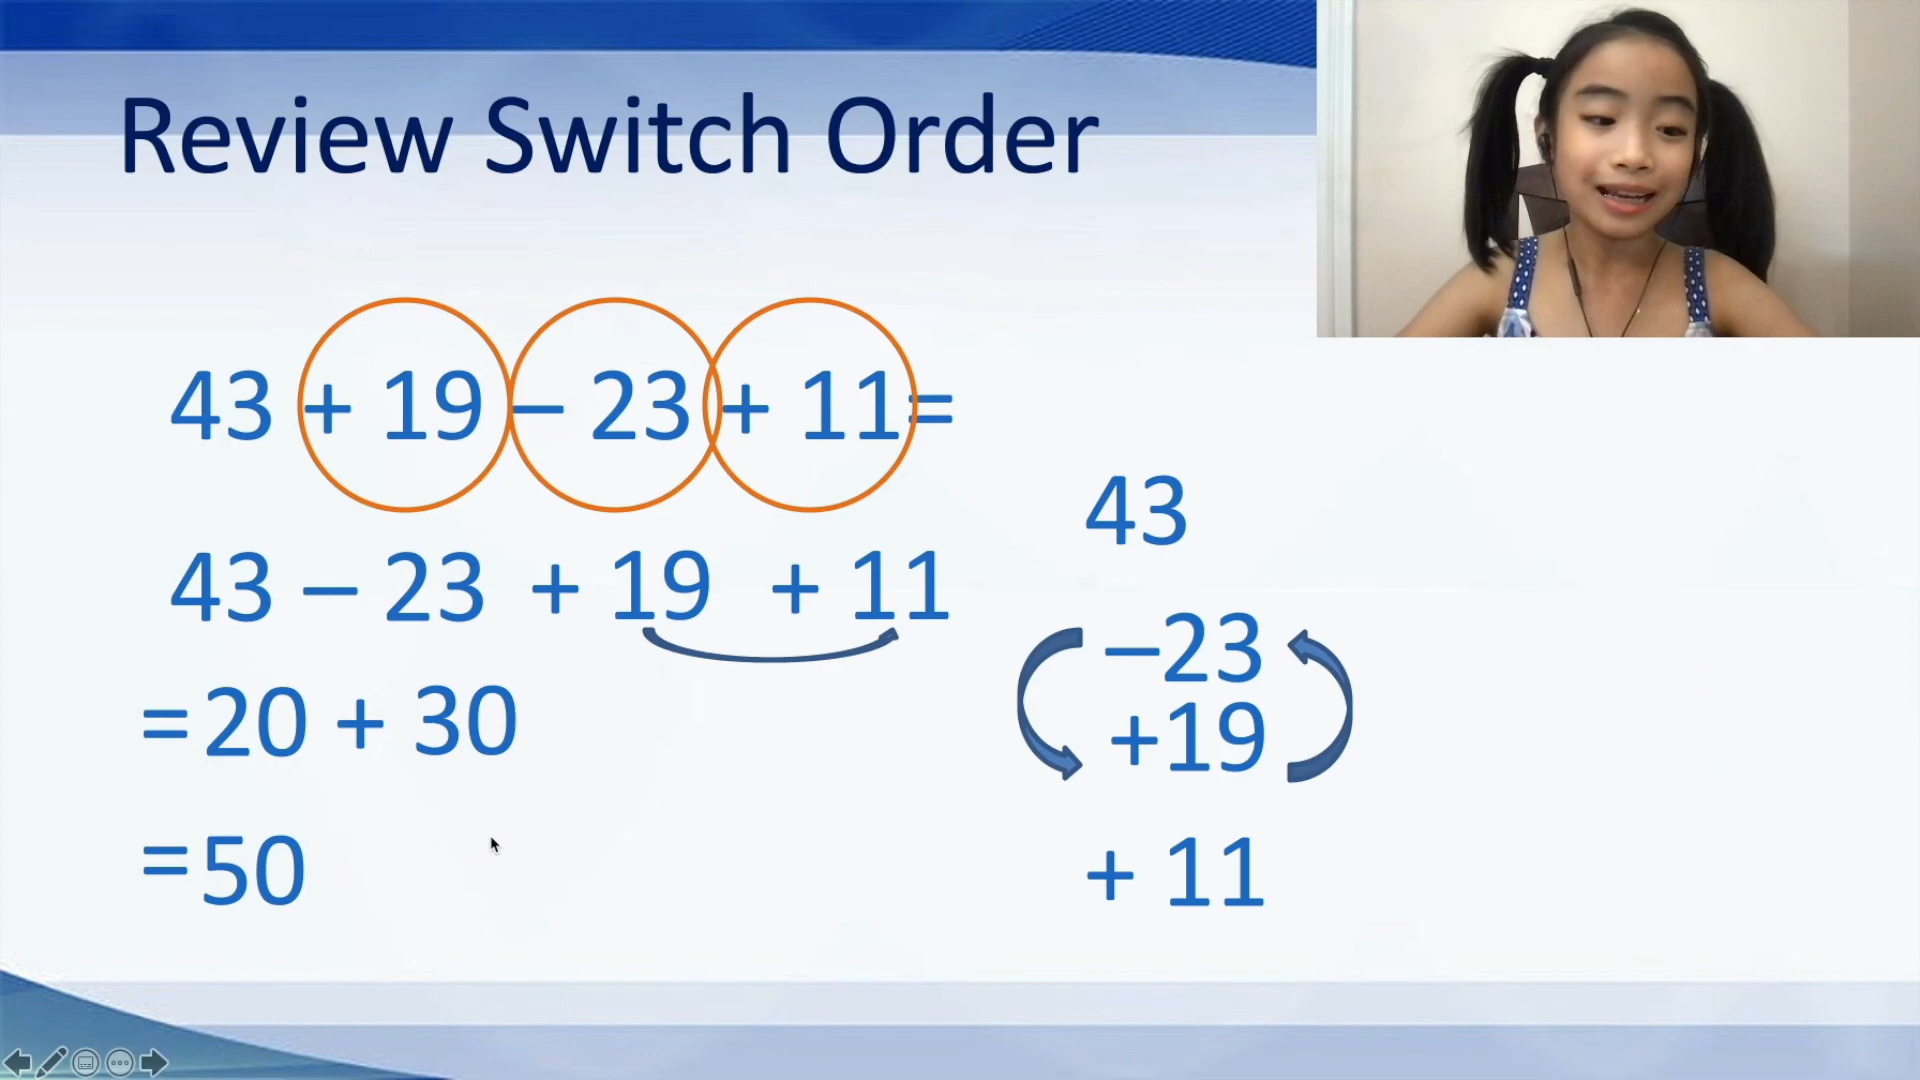 Review Switch Order
43 + 19 – 23 + 11=
43 – 23 + 19 + 11
= 20 + 30
= 50
43
–23
+19
+ 11